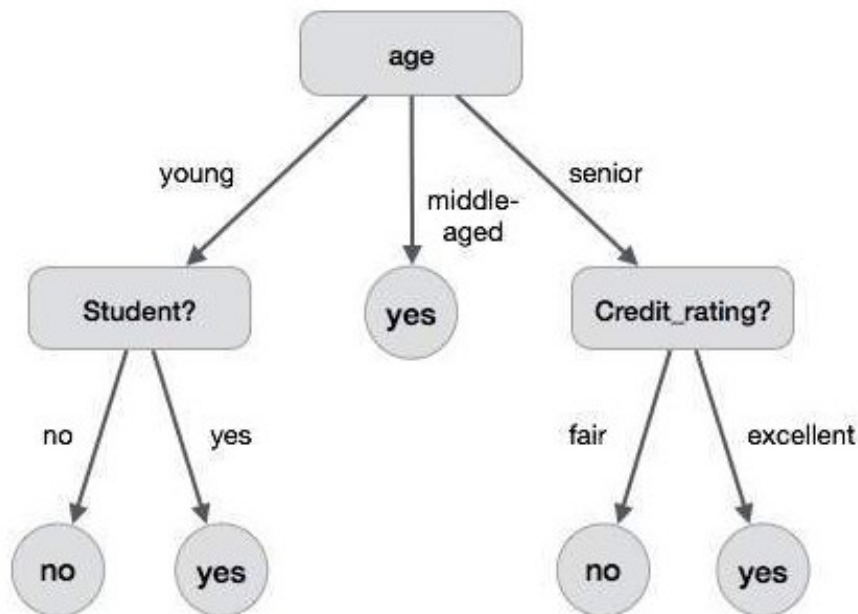 age
young
middle-
aged
senior
Student?
yes
Credit_rating?
no
yes
fair
excellent
no
yes
no
yes